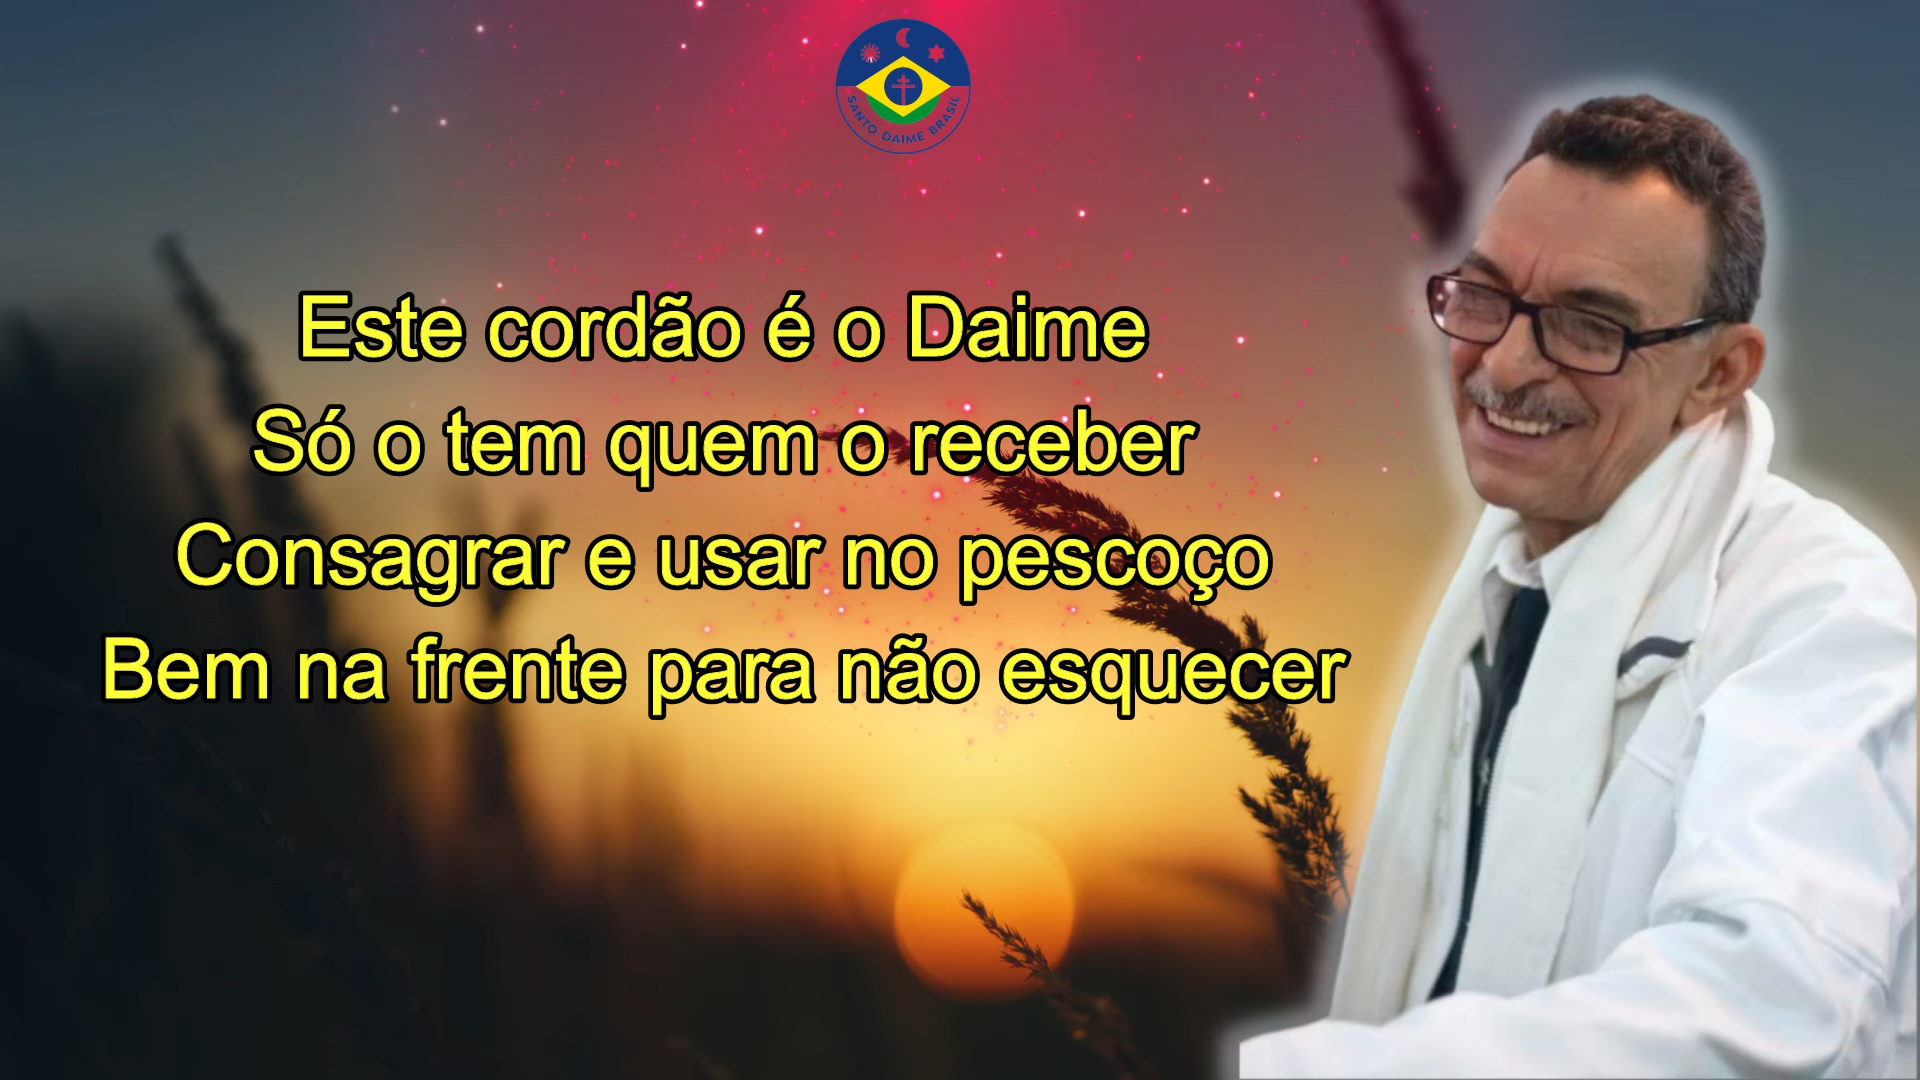 SANTO DAIME BRASIL
Este cordão é o Daime
Só o tem quem o receber
Consagrar e usar no pescoço
Bem na frente para não esquecer